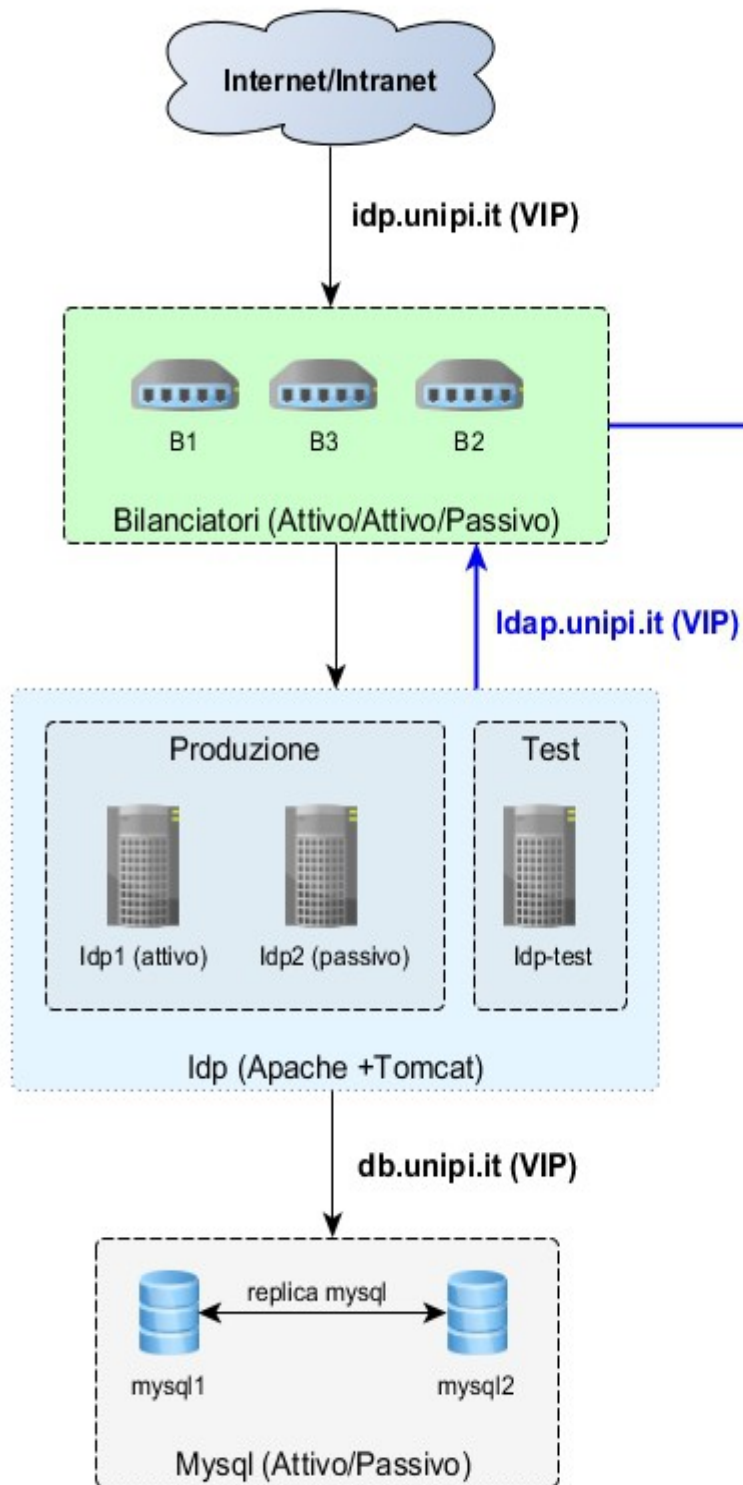 Internet/Intranet
idp.unipi.it (VIP)
B1 B3 B2
Bilanciatori (Attivo/Attivo/Passivo)
ldap.unipi.it (VIP)
Produzione Test
Idp1 (attivo) Idp2 (passivo) Idp-test
Idp (Apache +Tomcat)
db.unipi.it (VIP)
replica mysql
mysql1 mysql2
Mysql (Attivo/Passivo)